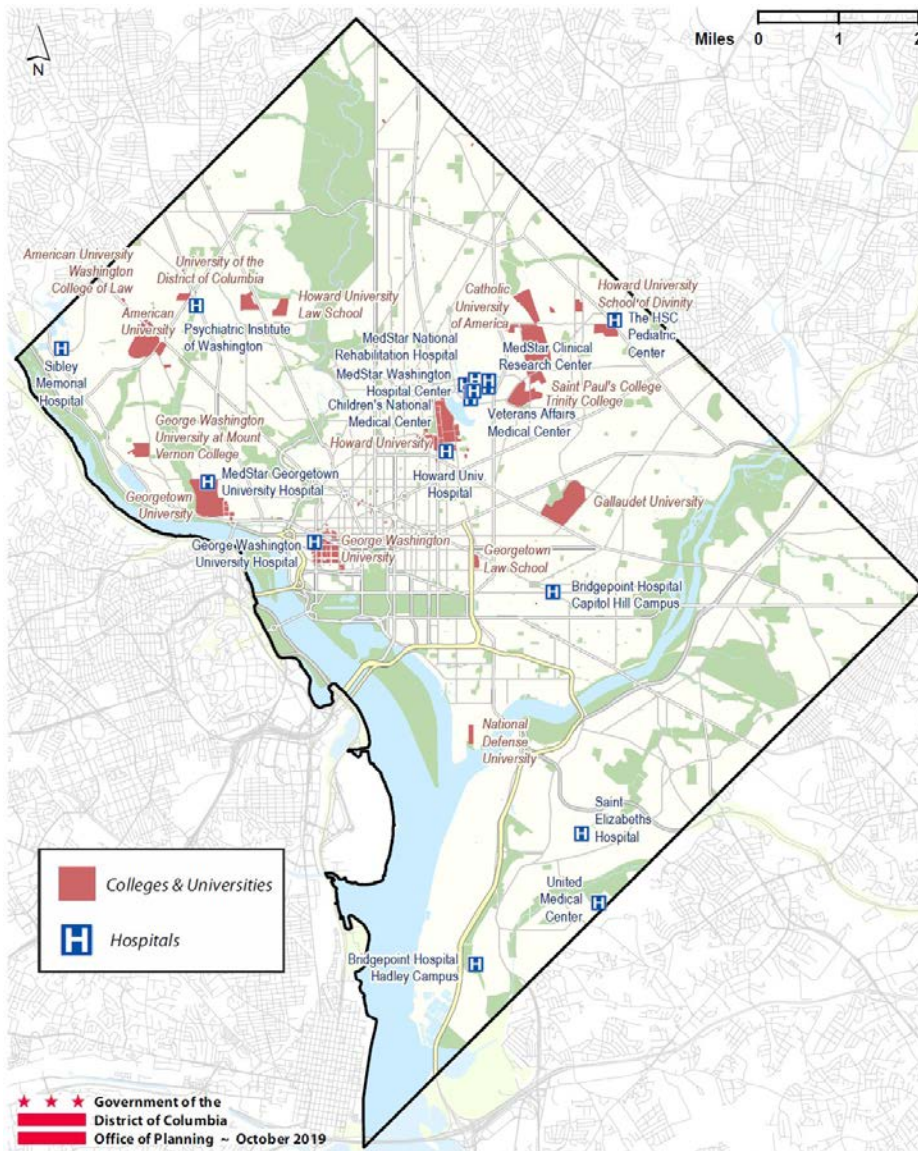 Miles 0 1 2
N
American University
Washington
College of Law
University of the
District of Columbia
American
University
Howard University
Law School
Psychiatric Institute
of Washington
Sibley
Memorial
Hospital
Catholic
University
of America
Howard University
School of Divinity
The HSC
Pediatric
Center
MedStar National
Rehabilitation Hospital
MedStar Clinical
Research Center
MedStar Washington
Hospital Center
Children's National
Medical Center
Saint Paul's College
Trinity College
Veterans Affairs
Medical Center
Howard University
Howard Univ
Hospital
George Washington
University at Mount
Vernon College
MedStar Georgetown
University Hospital
Georgetown
University
Gallaudet University
George Washington
University Hospital
George Washington
University
Georgetown
Law School
Bridgepoint Hospital
Capitol Hill Campus
National
Defense
University
Saint
Elizabeths
Hospital
United
Medical
Center
Bridgepoint Hospital
Hadley Campus
Colleges & Universities
H Hospitals
Government of the
District of Columbia
Office of Planning ~ October 2019